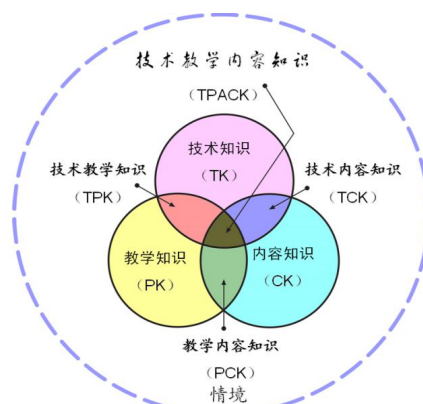 技术教学内容知识
(TPACK)
技术知识
(TK)
技术教学知识
(TPK)
技术内容知识
(TCK)
教学知识
(PK)
内容知识
(CK)
教学内容知识
(PCK)
情境